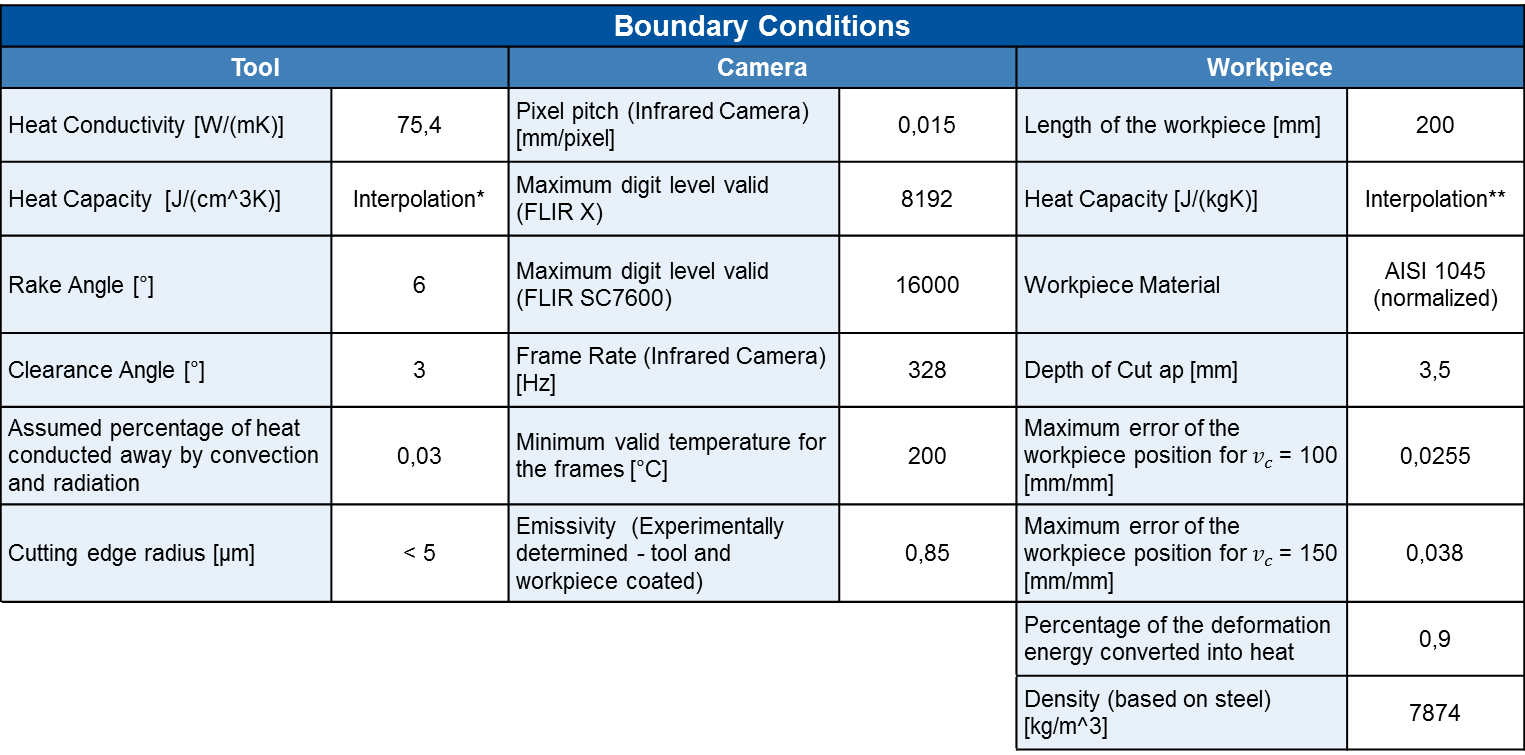 Boundary Conditions
Tool
Camera
Workpiece
Heat Conductivity [W/(mK)]
75,4
Pixel pitch (Infrared Camera)
[mm/pixel]
0,015
Length of the workpiece [mm]
200
Heat Capacity [J/(cm^3K)]
Interpolation*
Maximum digit level valid
(FLIR X)
8192
Heat Capacity [J/(kgK)]
Interpolation**
Rake Angle [°]
6
Maximum digit level valid
(FLIR SC7600)
16000
Workpiece Material
AISI 1045
(normalized)
Clearance Angle [°]
3
Frame Rate (Infrared Camera)
[Hz]
328
Depth of Cut ap [mm]
3,5
Assumed percentage of heat
conducted away by convection
and radiation
0,03
Minimum valid temperature for
the frames [°C]
200
Maximum error of the
workpiece position for v_c = 100
[mm/mm]
0,0255
Cutting edge radius [µm]
< 5
Emissivity (Experimentally
determined - tool and
workpiece coated)
0,85
Maximum error of the
workpiece position for v_c = 150
[mm/mm]
0,038
Percentage of the deformation
energy converted into heat
0,9
Density (based on steel)
[kg/m^3]
7874